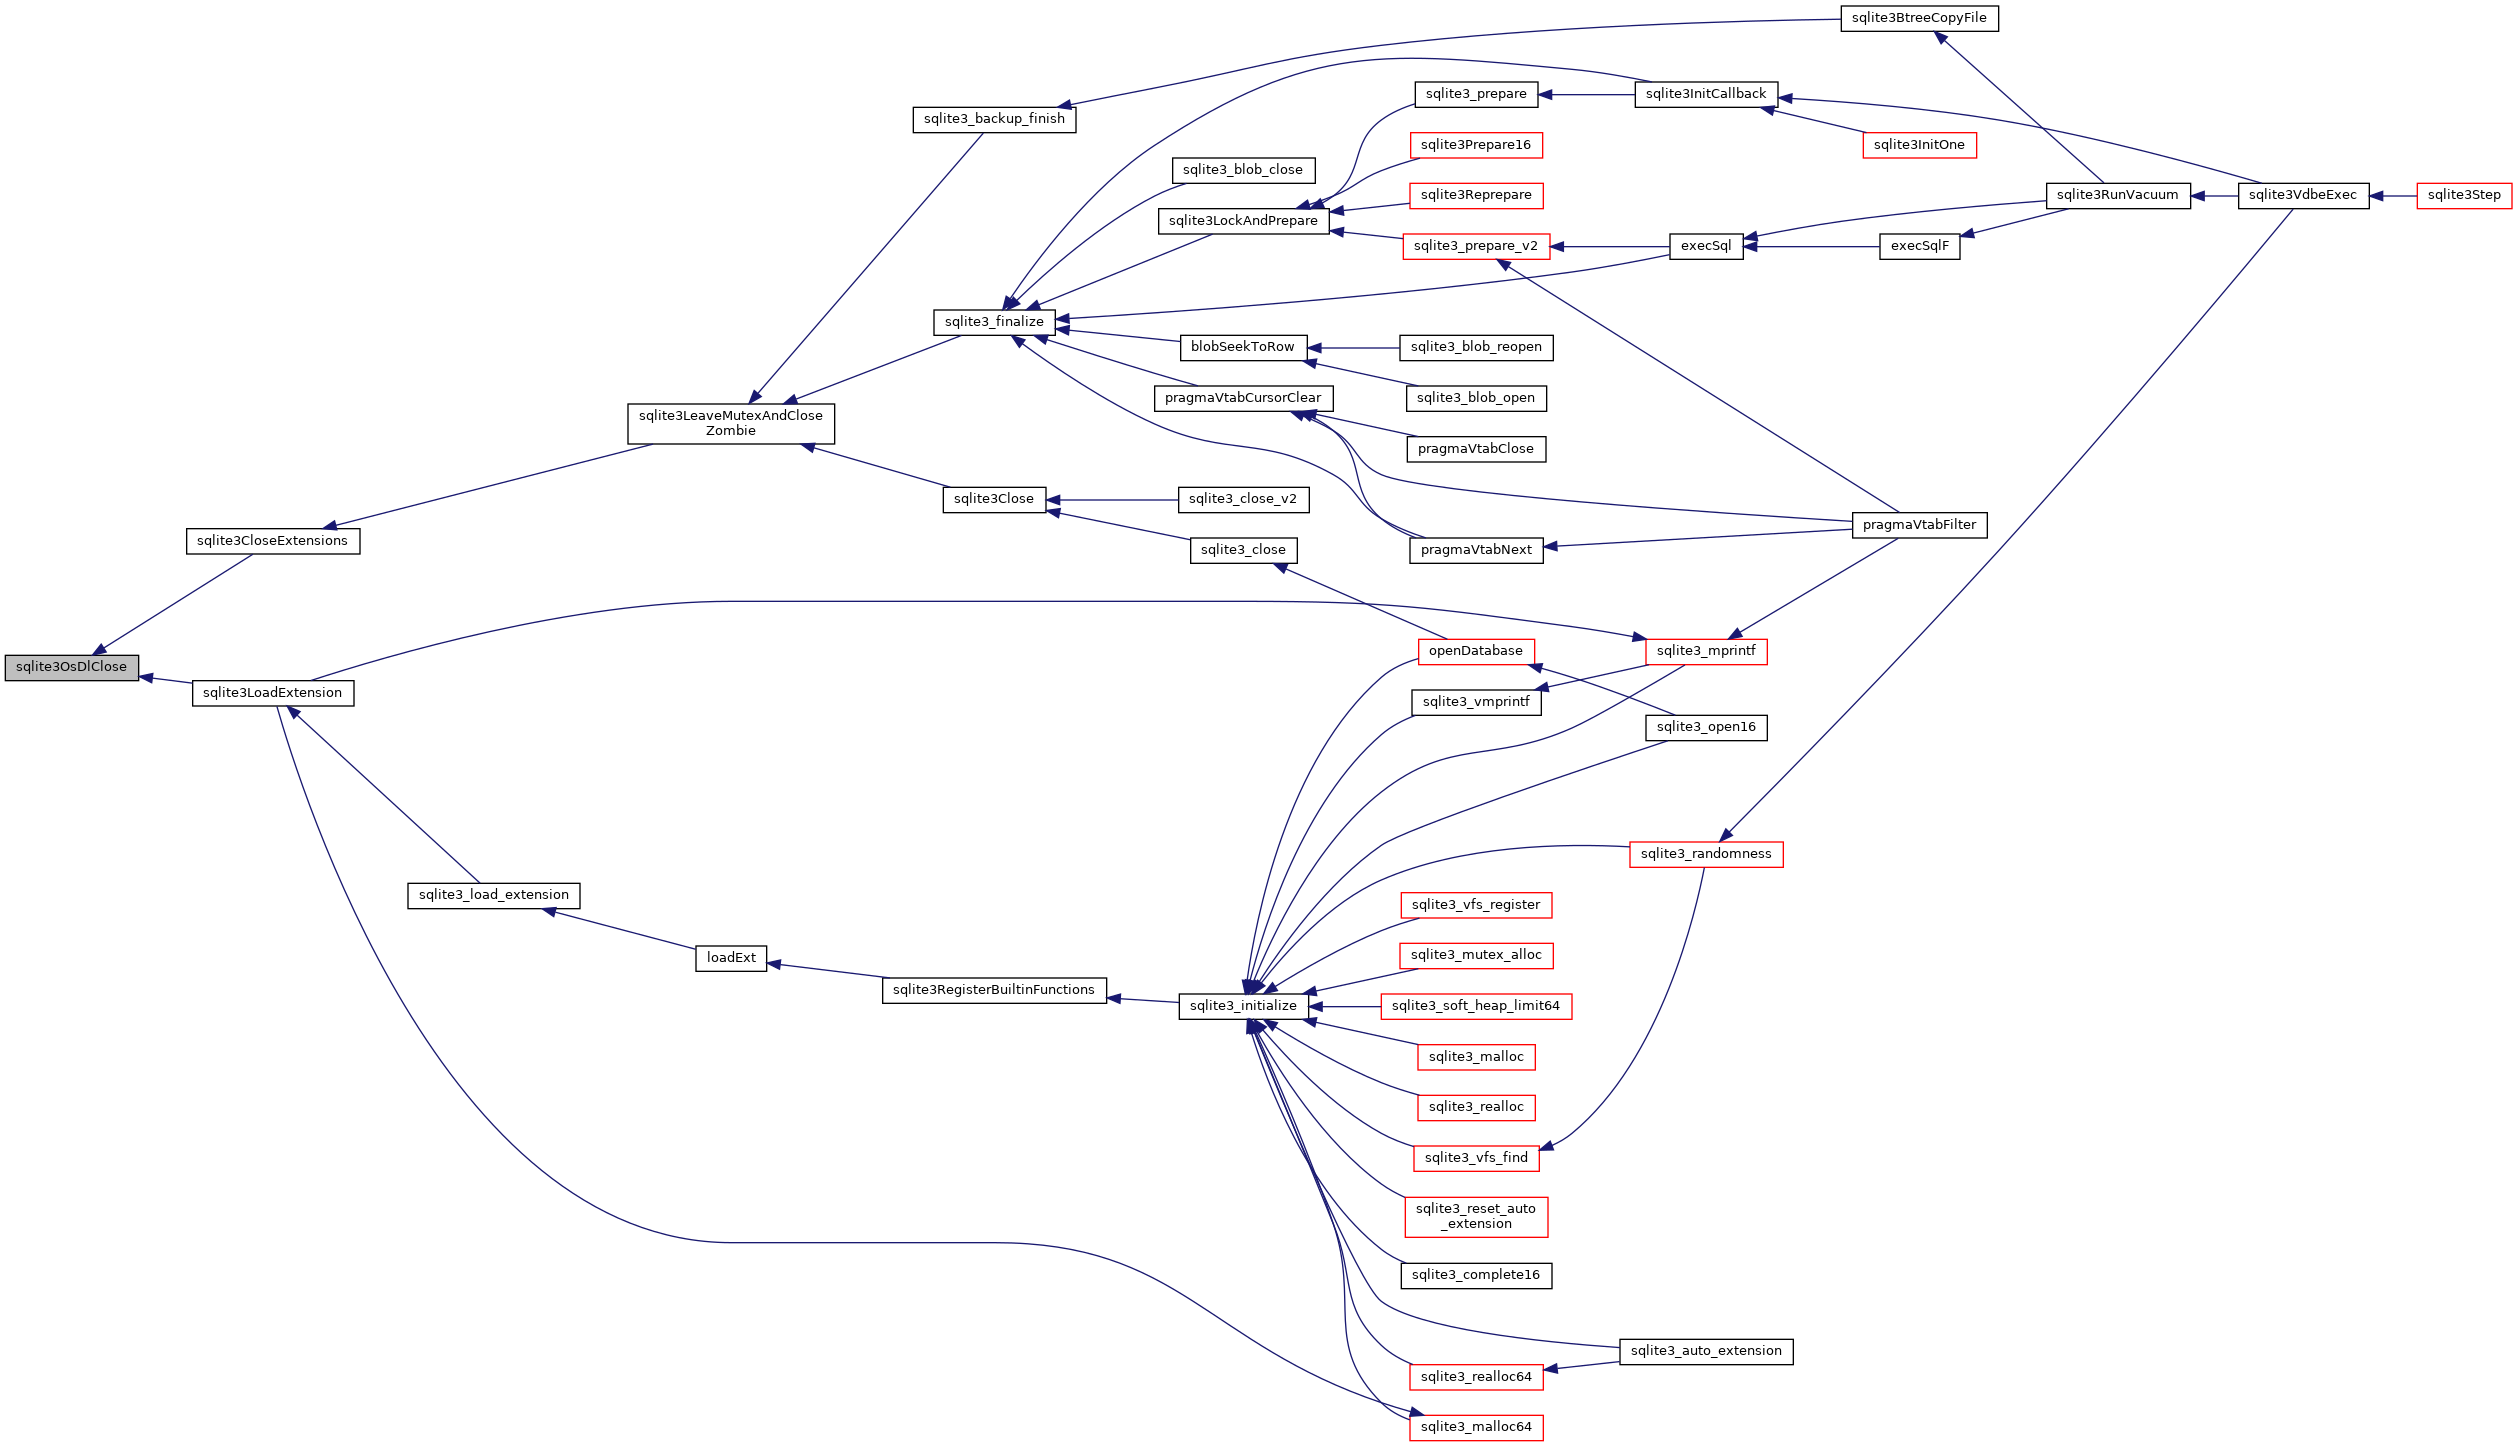 sqlite3BtreeCopyFile
sqlite3_prepare
sqlite3InitCallback
sqlite3_backup_finish
sqlite3Prepare16
sqlite3InitOne
sqlite3_blob_close
sqlite3Reprepare
sqlite3RunVacuum
sqlite3VdbeExec
sqlite3Step
sqlite3LockAndPrepare
sqlite3_prepare_v2
execSql
execSqlF
sqlite3_finalize
blobSeekToRow
sqlite3_blob_reopen
pragmaVtabCursorClear
sqlite3_blob_open
sqlite3LeaveMutexAndClose
Zombie
pragmaVtabClose
sqlite3Close
sqlite3_close_v2
pragmaVtabFilter
sqlite3CloseExtensions
sqlite3_close
pragmaVtabNext
sqlite3OsDlClose
openDatabase
sqlite3_mprintf
sqlite3LoadExtension
sqlite3_vmprintf
sqlite3_open16
sqlite3_randomness
sqlite3_load_extension
sqlite3_vfs_register
loadExt
sqlite3_mutex_alloc
sqlite3RegisterBuiltinFunctions
sqlite3_initialize
sqlite3_soft_heap_limit64
sqlite3_malloc
sqlite3_realloc
sqlite3_vfs_find
sqlite3_reset_auto
_extension
sqlite3_complete16
sqlite3_auto_extension
sqlite3_realloc64
sqlite3_malloc64